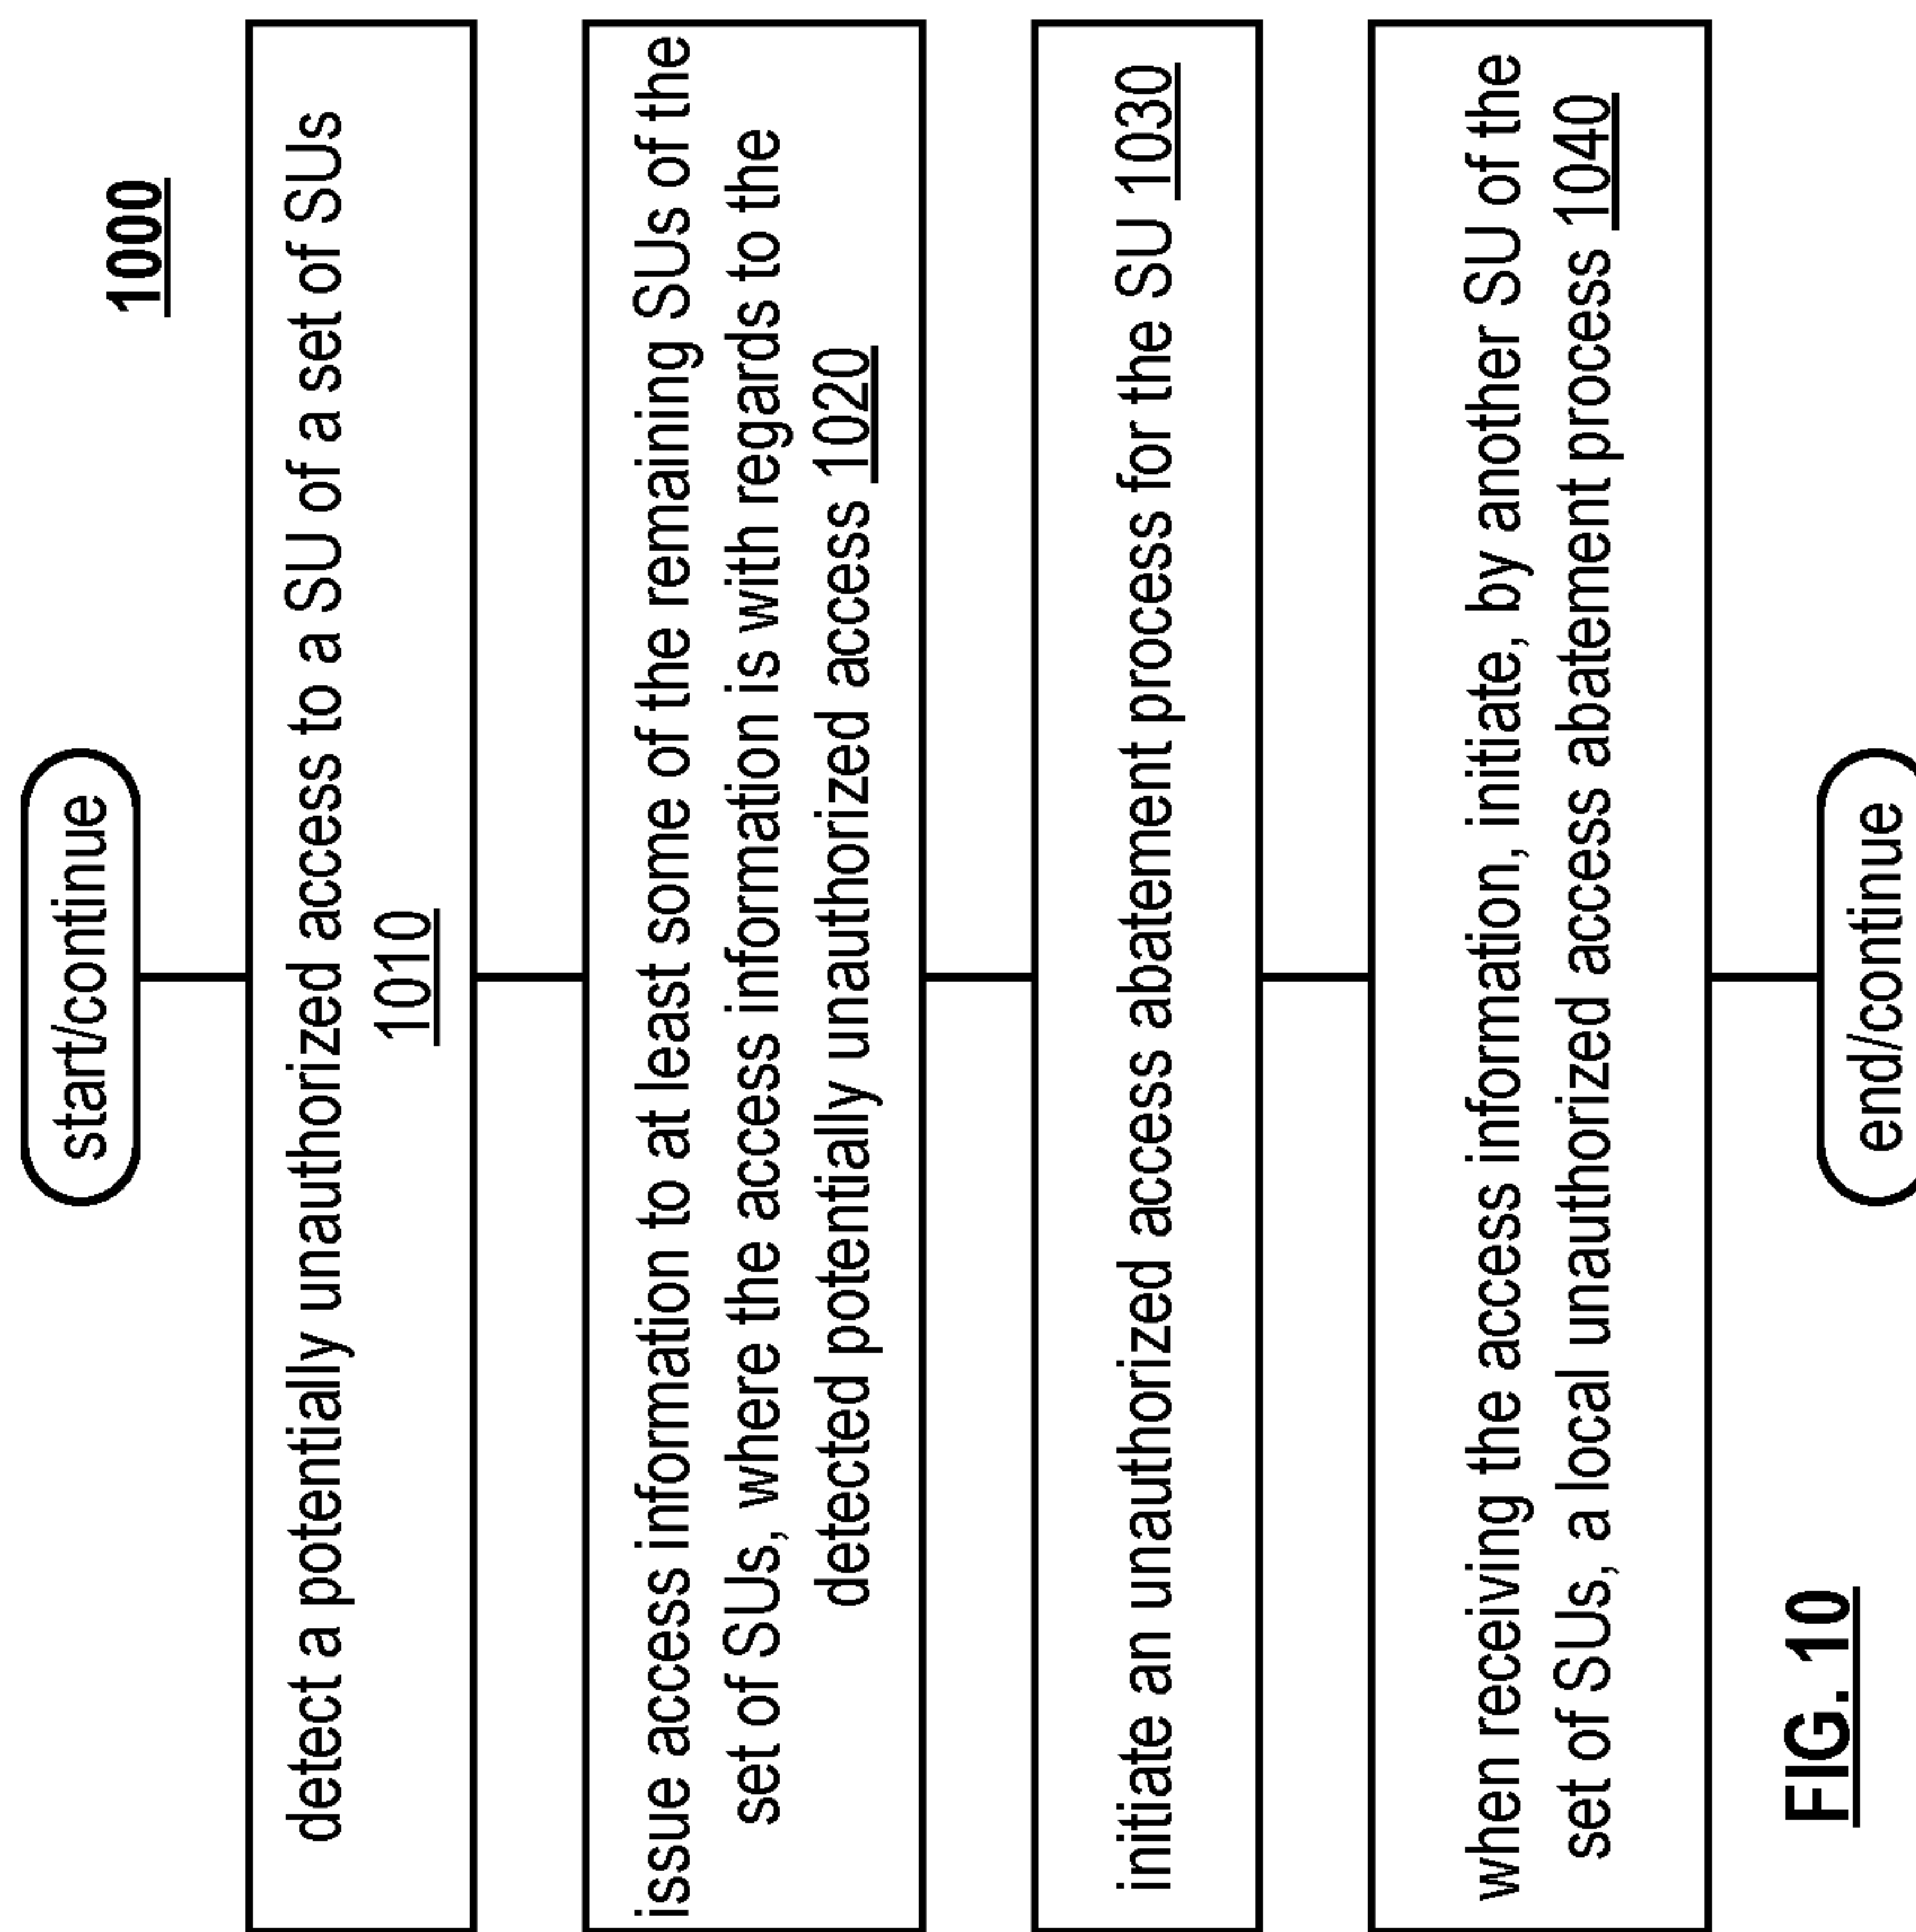 1000
start/continue
detect a potentially unauthorized access to a SU of a set of SUs
1010
issue access information to at least some of the remaining SUs of the
set of SUs, where the access information is with regards to the
detected potentially unauthorized access 1020
initiate an unauthorized access abatement process for the SU 1030
when receiving the access information, initiate, by another SU of the
set of SUs, a local unauthorized access abatement process 1040
end/continue
FIG. 10